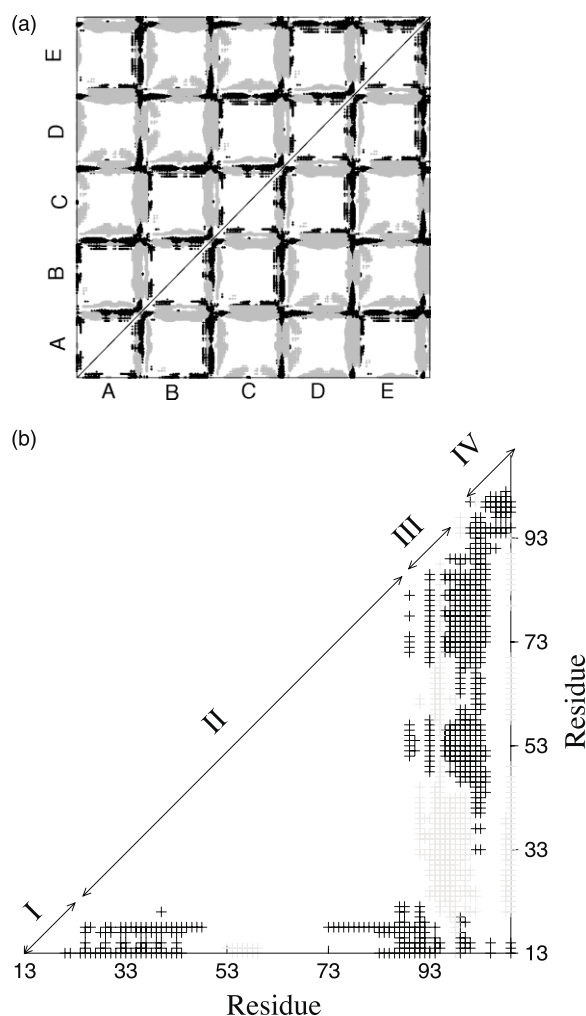 (a)
E
D
C
B
A
A B C D E
(b)
IV
III
II
I
93
73
53
33
13
Residue
13 33 53 73 93
Residue